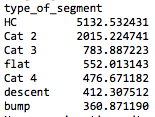 type_of_segment
HC 5132.532431
Cat 2 2015.224741
Cat 3 783.887223
flat 552.013143
Cat 4 476.671182
descent 412.307512
bump 360.871190